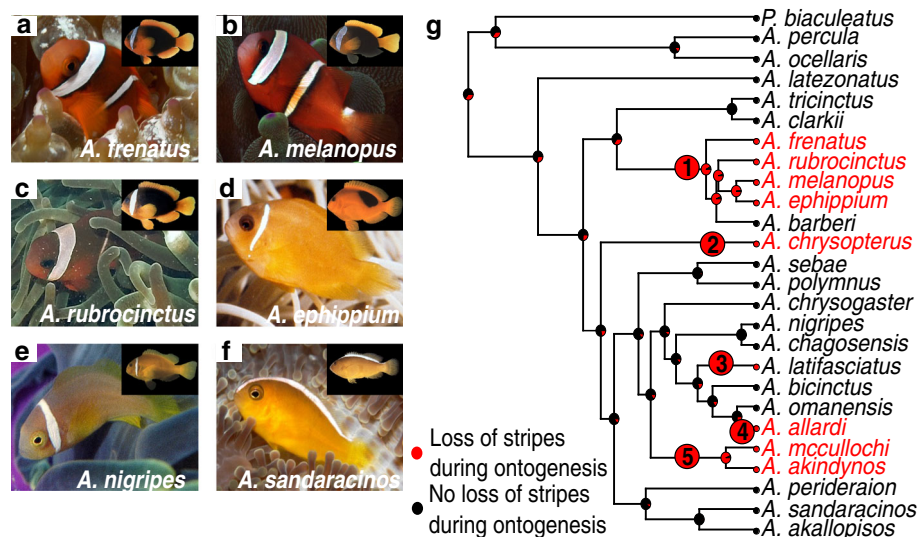 a
A. frenatus
b
A. melanopus
c
A. rubrocinctus
d
A. ephippium
e
A. nigripes
f
A. sandaracinos
g
P. biaculeatus
A. percula
A. ocellaris
A. latezonatus
A. tricinctus
A. clarkii
A. frenatus
1
A. rubrocinctus
A. melanopus
A. ephippium
A. barberi
2
A. chrysopterus
A. sebae
A. polymnus
A. chrysogaster
A. nigripes
A. chagosensis
3
A. latifasciatus
A. bicinctus
A. omanensis
4
A. allardi
5
A. mccullochi
A. akindynos
A. perideraion
A. sandaracinos
A. akallopisos
Loss of stripes
during ontogenesis
No loss of stripes
during ontogenesis